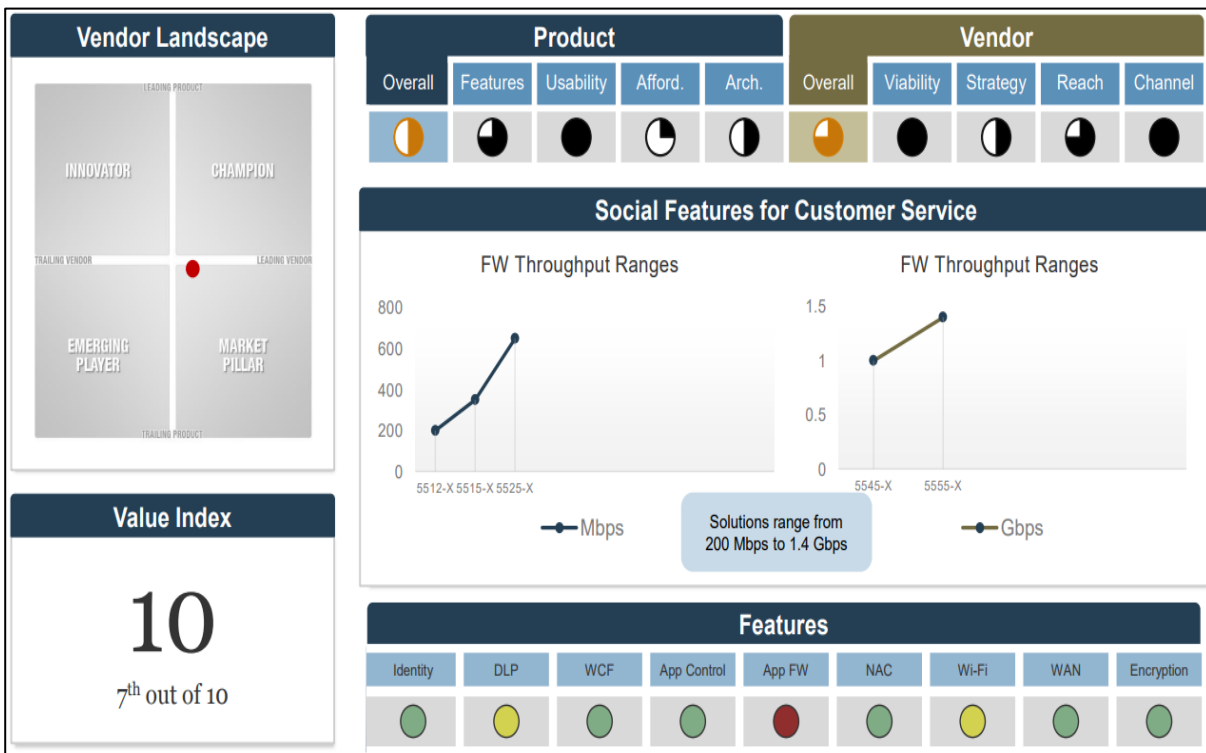 Vendor Landscape
LEADING PRODUCT
INNOVATOR
CHAMPION
TRAILING VENDOR
LEADING VENDOR
EMERGING
PLAYER
MARKET
PILLAR
TRAILING PRODUCT
Value Index
10
7th out of 10
Product
Vendor
Overall
Features
Usability
Afford.
Arch.
Overall
Viability
Strategy
Reach
Channel
Social Features for Customer Service
FW Throughput Ranges
800
600
400
200
0
5512-X 5515-X 5525-X
Mbps
FW Throughput Ranges
1.5
1
0.5
0
5545-X
5555-X
Gbps
Solutions range from
200 Mbps to 1.4 Gbps
Features
Identity
DLP
WCF
App Control
App FW
NAC
Wi-Fi
WAN
Encryption